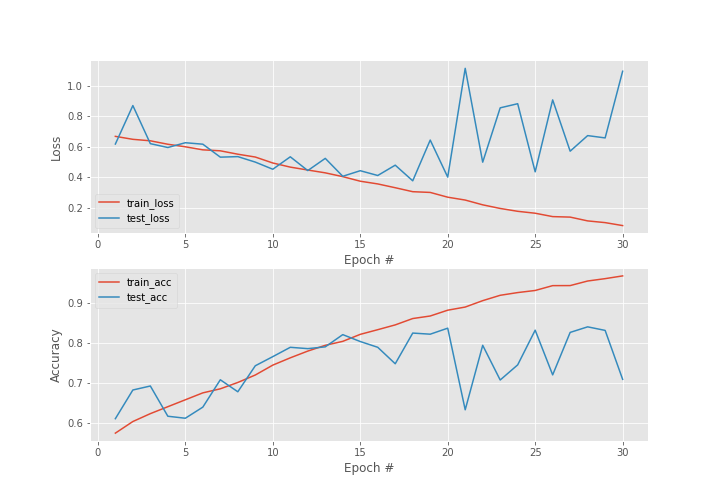 1.0
0.8
0.6
0.4
0.2
Loss
train_loss
test_loss
0 5 10 15 20 25 30
Epoch #
train_acc
test_acc
0.9
0.8
0.7
0.6
Accuracy
0 5 10 15 20 25 30
Epoch #